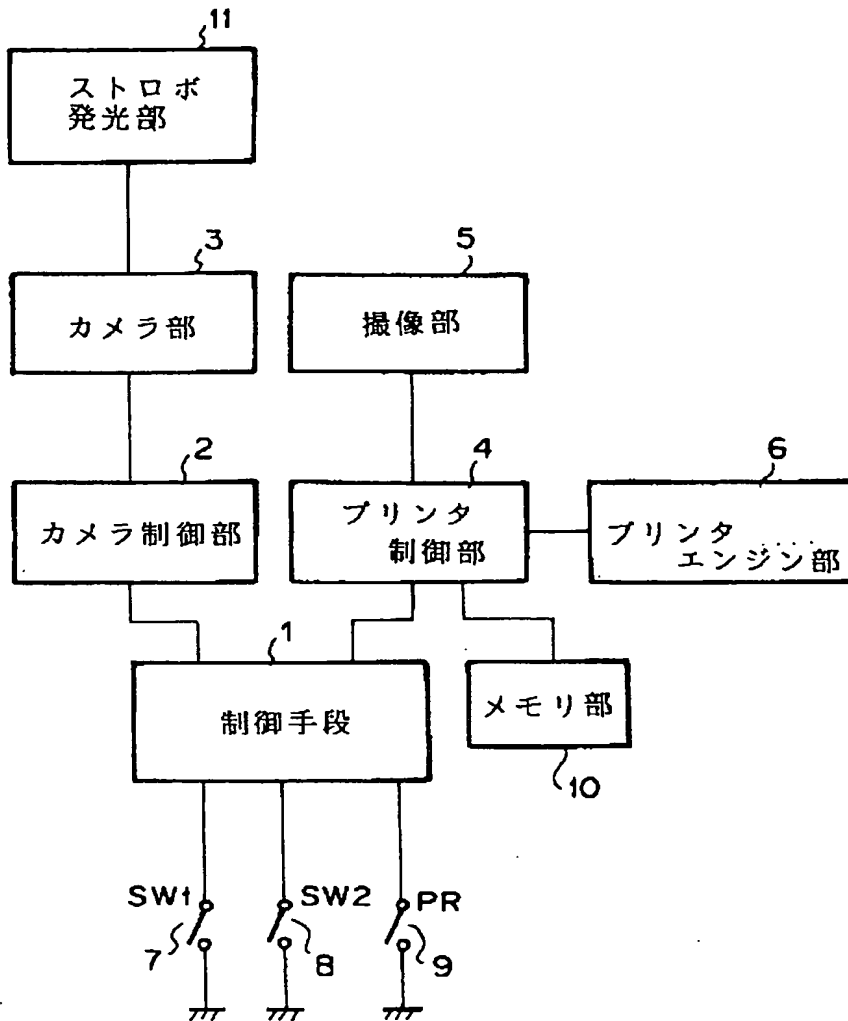 11
ストロボ
発光部
3
カメラ部
5
撮像部
2
カメラ制御部
4
プリンタ
制御部
6
プリンタ
エンジン部
1
制御手段
メモリ部
10
SW1
7
SW2
8
PR
9